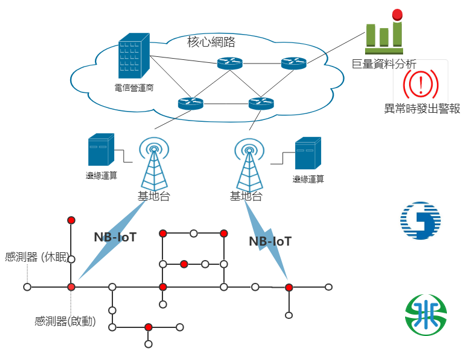 核心網路
電信營運商
巨量資料分析
異常時發出警報
邊緣運算
基地台
基地台
邊緣運算
NB-IoT
NB-IoT
感測器 (休眠)
感測器(啟動)